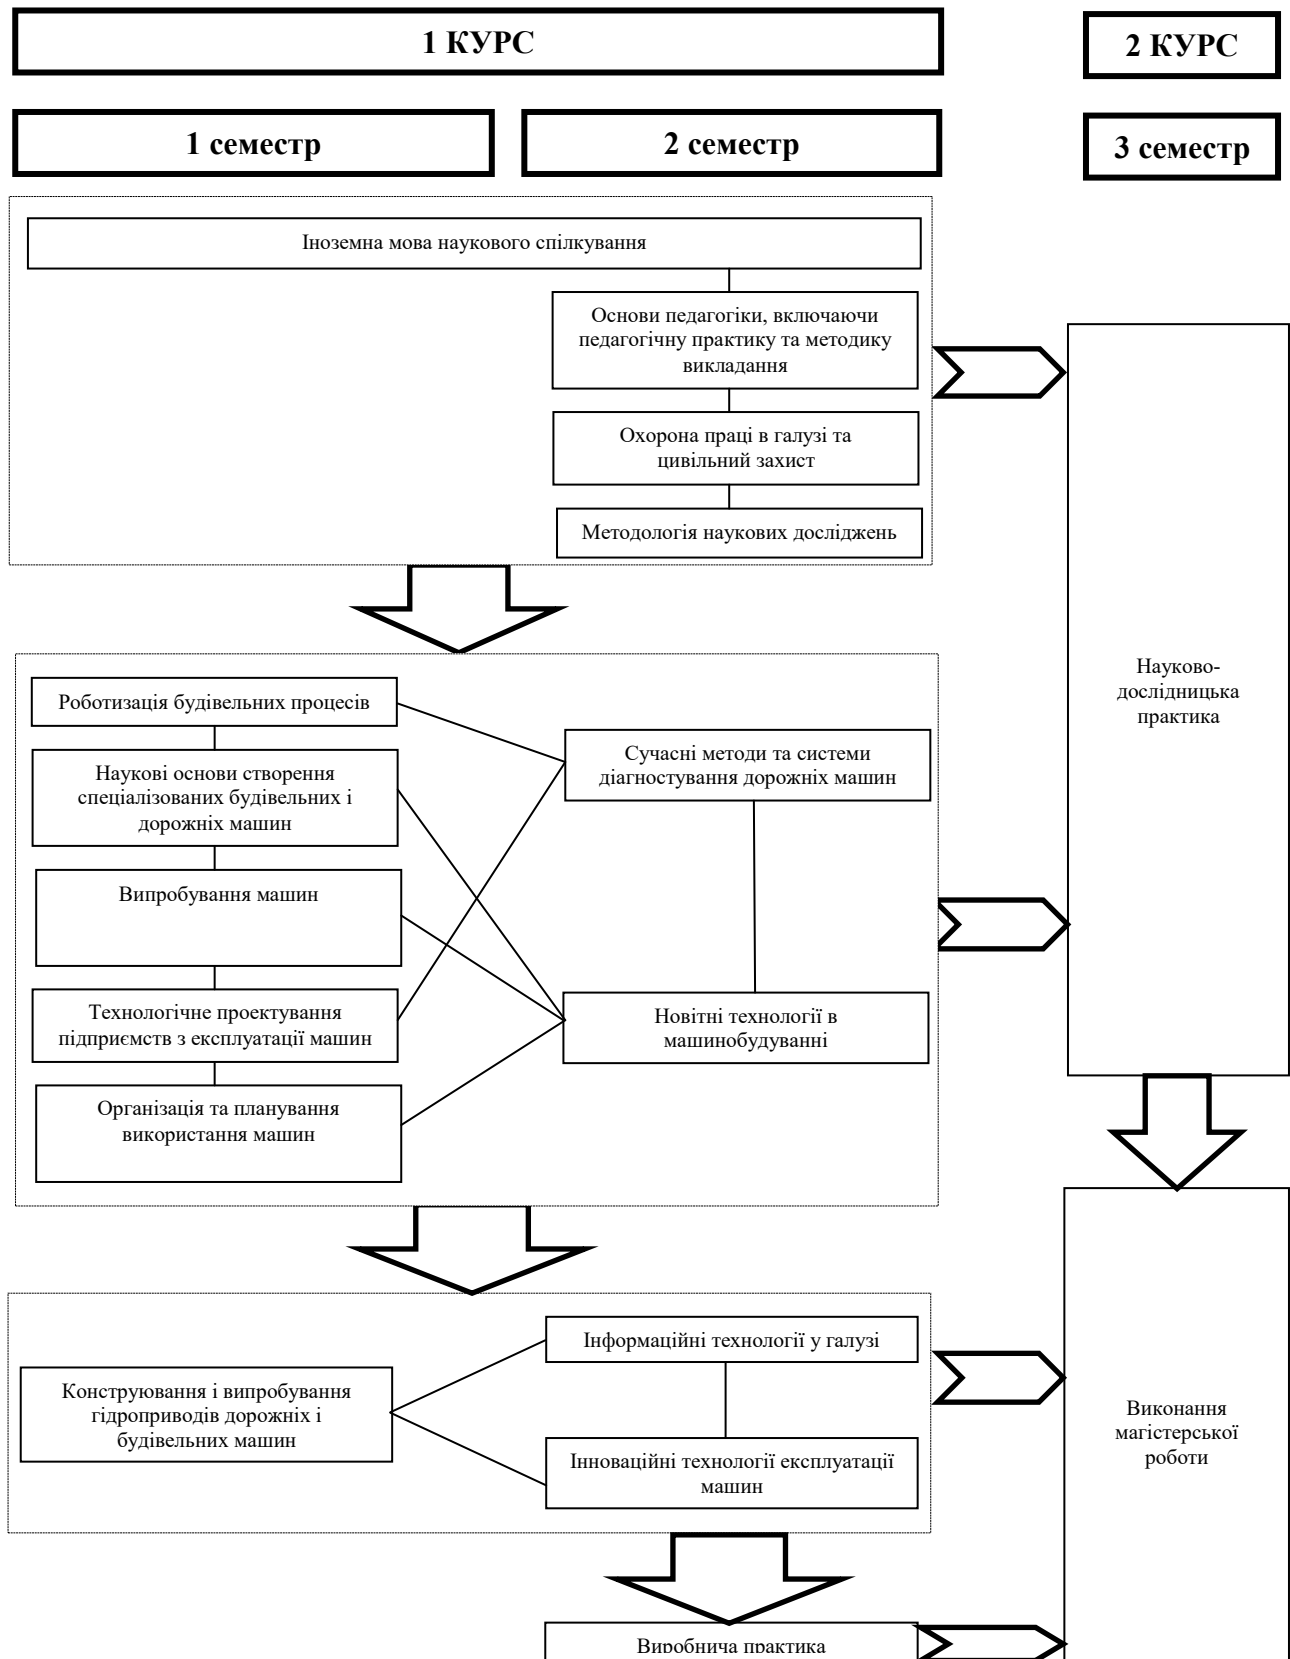 1 КУРС
2 КУРС
1 семестр
2 семестр
3 семестр
Іноземна мова наукового спілкування
Основи педагогіки, включаючи
педагогічну практику та методику
викладання
Охорона праці в галузі та
цивільний захист
Методологія наукових досліджень
Науково-
дослідницька
практика
Роботизація будівельних процесів
Наукові основи створення
спеціалізованих будівельних і
дорожніх машин
Випробування машин
Технологічне проектування
підприємств з експлуатації машин
Організація та планування
використання машин
Сучасні методи та системи
діагностування дорожніх машин
Новітні технології в
машинобудуванні
Конструювання і випробування
гідроприводів дорожніх і
будівельних машин
Інформаційні технології у галузі
Інноваційні технології експлуатації
машин
Виконання
магістерської
роботи
Виробнича практика